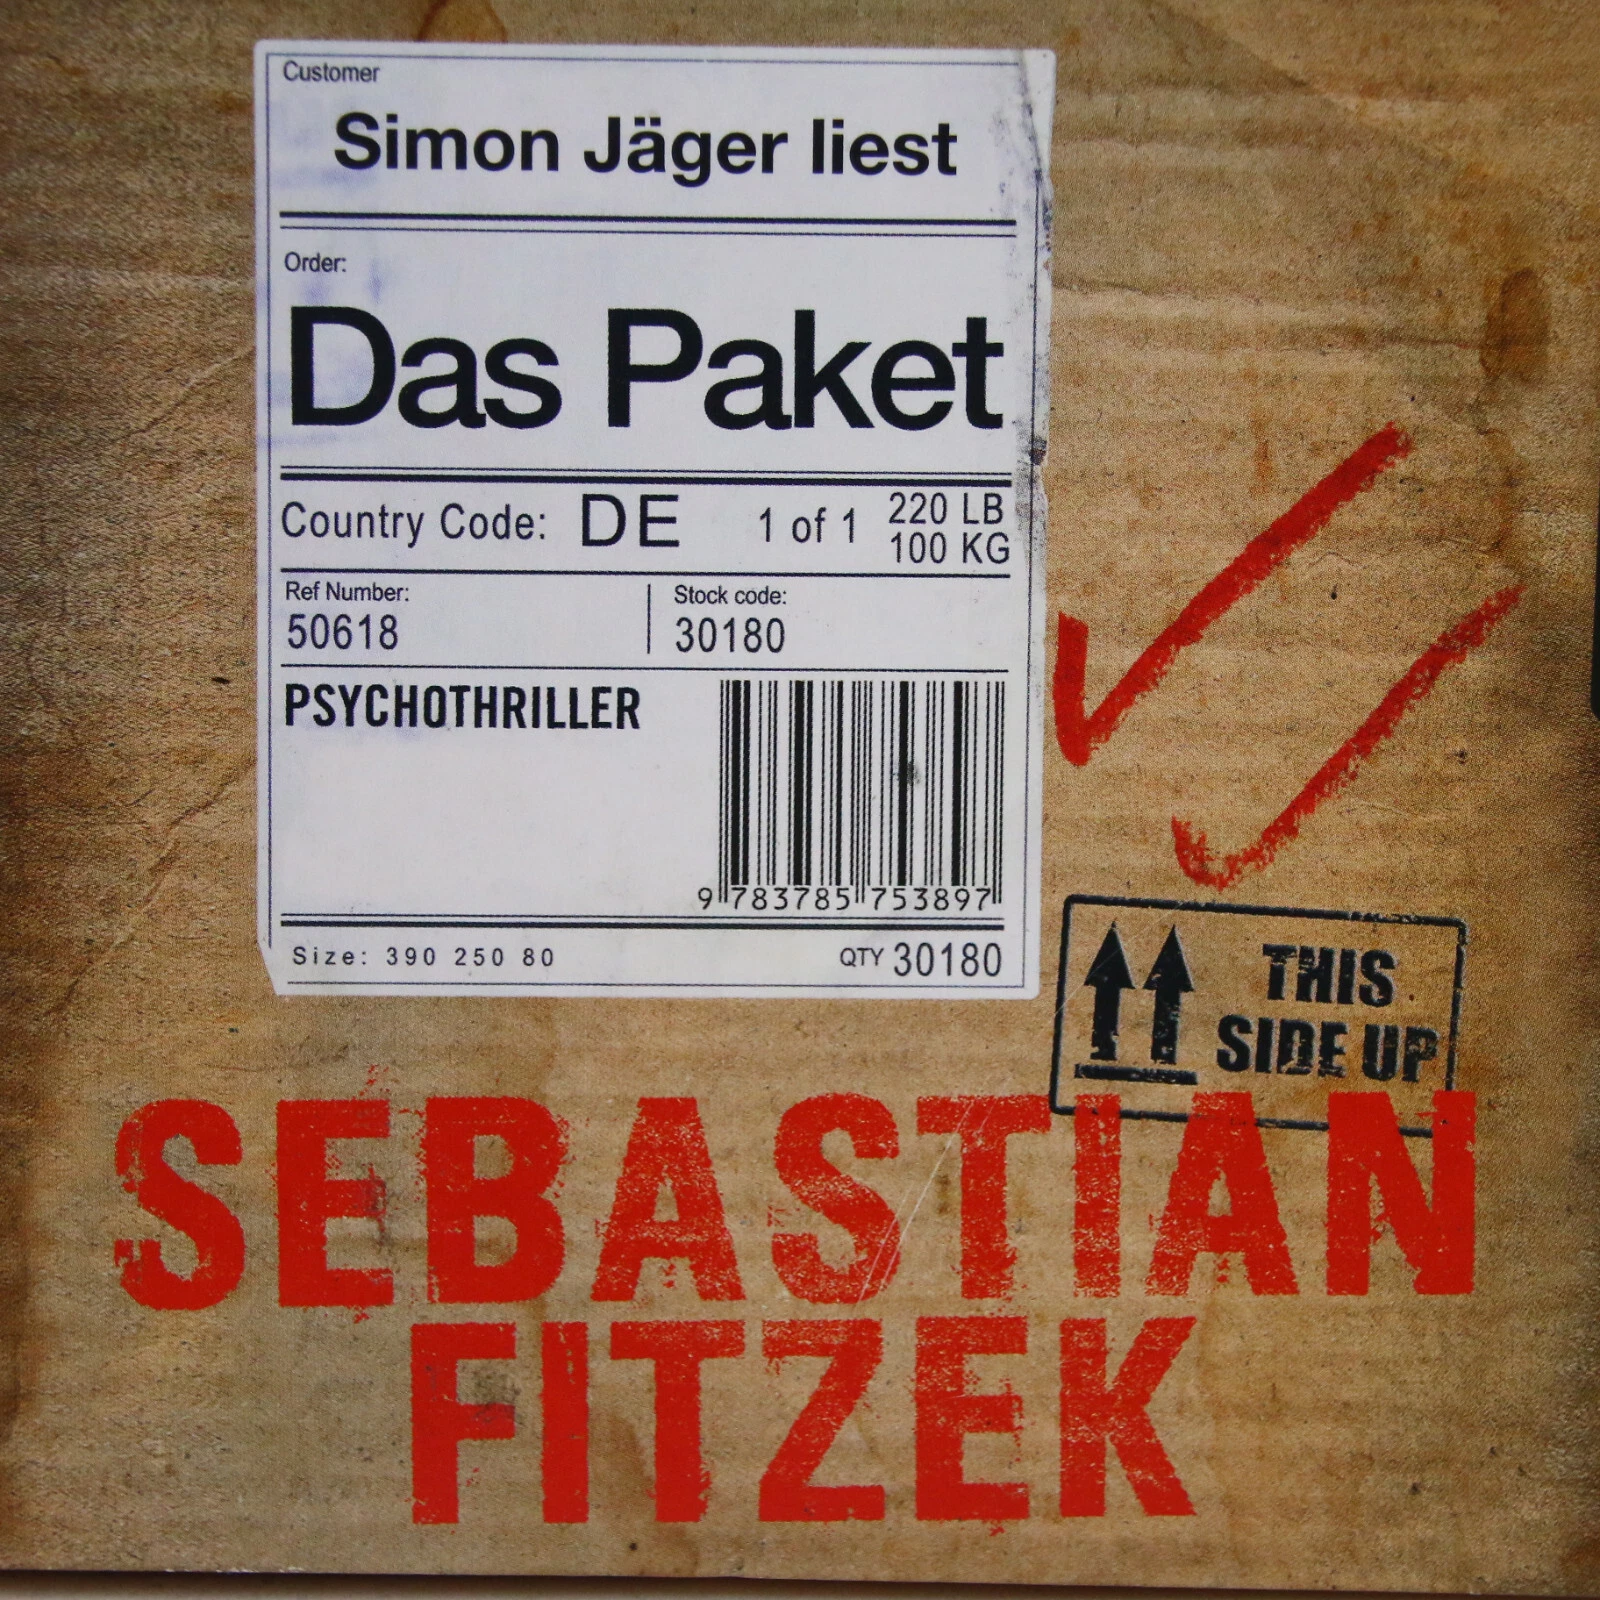 Customer
Simon Jäger liest
Order:
Das Paket
Country Code: DE 1 of 1 220 LB
100 KG
Ref Number: Stock code:
50618 30180
PSYCHOTHRILLER
9 783785 753897
Size: 390 250 80 QTY 30180
THIS
SIDE UP
SEBASTIAN
FITZEK